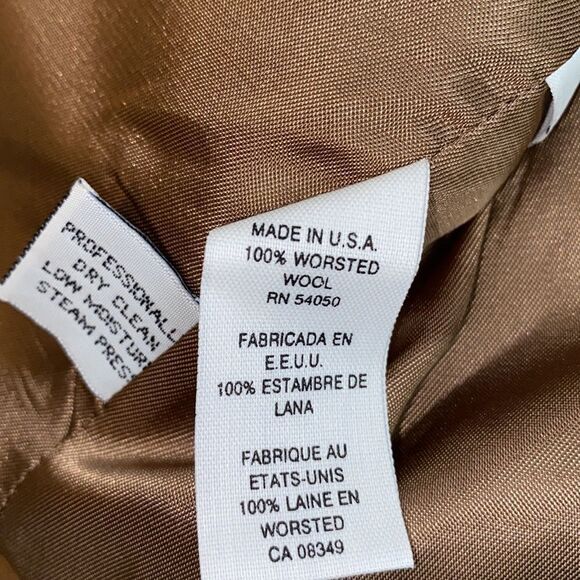 PROFESSIONALL
DRY CLEAN
LOW MOISTUR
STEAM PRES
MADE IN U.S.A.
100% WORSTED
WOOL
RN 54050
FABRICADA EN
E.E.U.U.
100% ESTAMBRE DE
LANA
FABRIQUE AU
ETATS-UNIS
100% LAINE EN
WORSTED
CA 08349